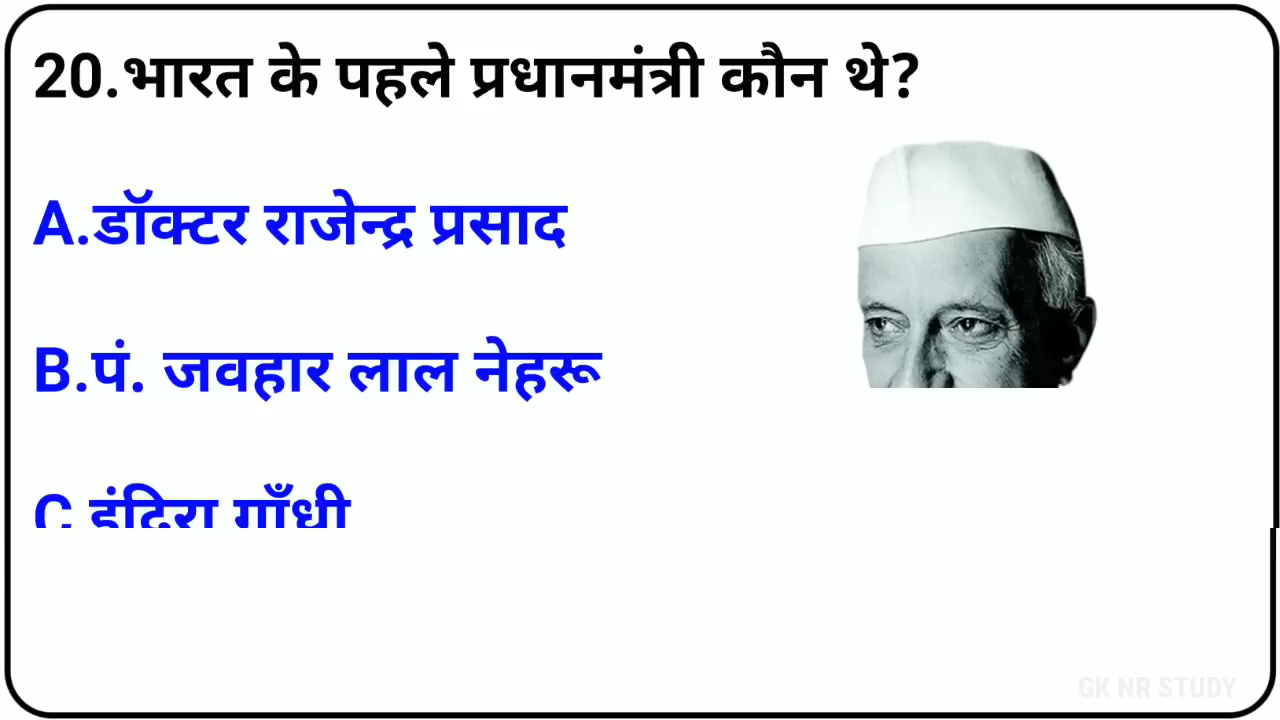 20.भारत के पहले प्रधानमंत्री कौन थे?
A.डॉक्टर राजेन्द्र प्रसाद
B.पं. जवहार लाल नेहरू
C.इंदिरा गाँधी
GK NR STUDY